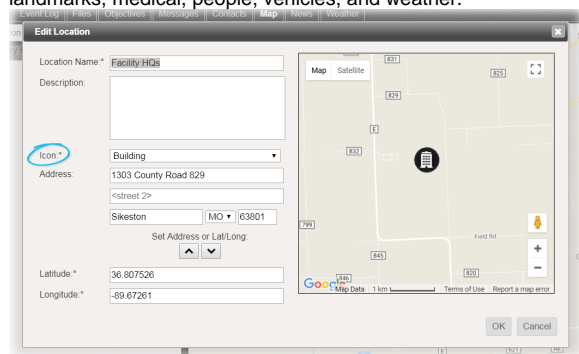 landmarks, medical, people, vehicles, and weather.
Event Log Files Objectives Messages Contacts Map News Weather
Edit Location
Location Name:* Facility HQs
Description:
Icon:* Building
Address: 1303 County Road 829
<street 2>
Sikeston MO 63801
Set Address or Lat/Long:
Latitude:* 36.807526
Longitude:* -89.67261
Map Satellite
831
825
829
E
832
799
Field Rd
845
846
820
Google Map Data 1 km Terms of Use Report a map error
OK Cancel
E 821 AE